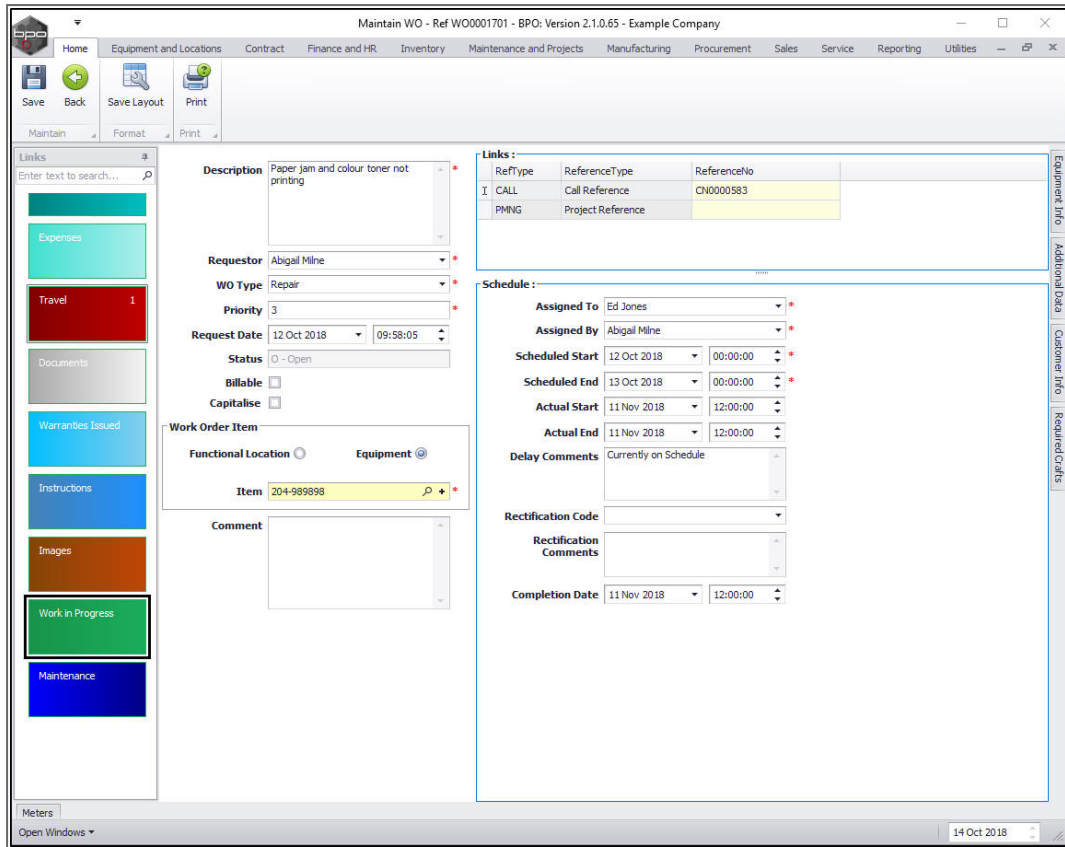 Maintain WO - Ref WO0001701 - BPO: Version 2.1.0.65 - Example Company
bpo
Home Equipment and Locations Contract Finance and HR Inventory Maintenance and Projects Manufacturing Procurement Sales Service Reporting Utilities
Save Back Save Layout Print
Maintain Format Print
Links
Enter text to search...
Expenses
Travel 1
Documents
Warranties Issued
Instructions
Images
Work in Progress
Maintenance
Description Paper jam and colour toner not
printing *
Requestor Abigail Milne *
WO Type Repair *
Priority 3 *
Request Date 12 Oct 2018 09:58:05
Status O - Open
Billable
Capitalise
Work Order Item
Functional Location Equipment
Item 204-989898 *
Comment
Links :
RefType ReferenceType ReferenceNo
CALL Call Reference CN0000583
PMNG Project Reference
Schedule :
Assigned To Ed Jones *
Assigned By Abigail Milne *
Scheduled Start 12 Oct 2018 00:00:00 *
Scheduled End 13 Oct 2018 00:00:00 *
Actual Start 11 Nov 2018 12:00:00
Actual End 11 Nov 2018 12:00:00
Delay Comments Currently on Schedule
Rectification Code
Rectification
Comments
Completion Date 11 Nov 2018 12:00:00
Equipment Info
Additional Data
Customer Info
Required Crafts
Meters
Open Windows
14 Oct 2018